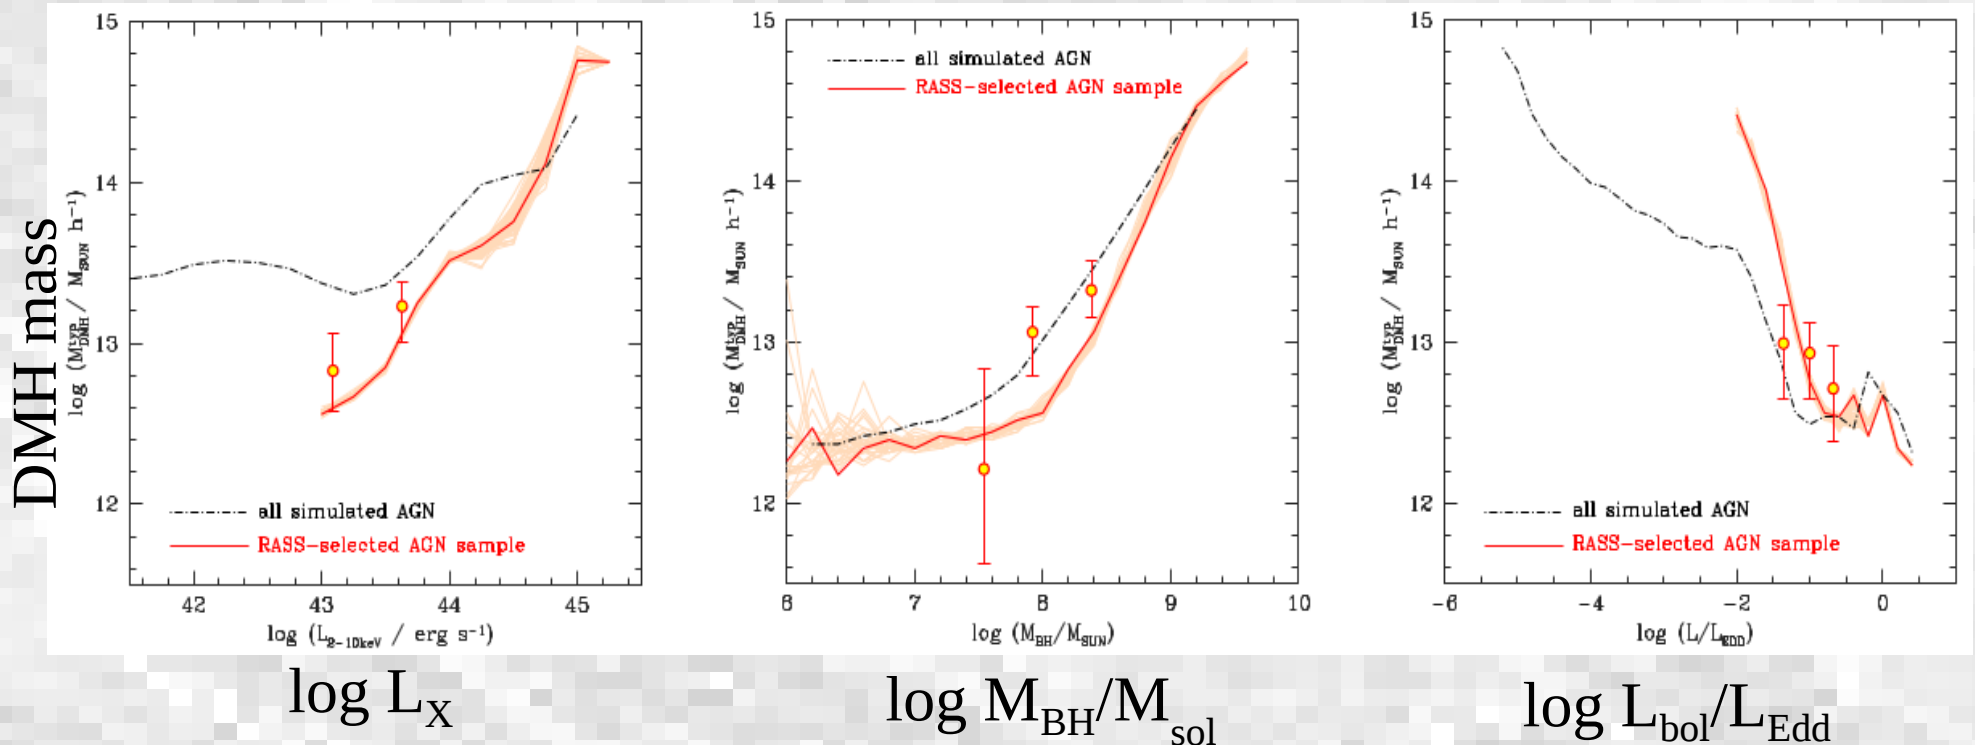 DMH mass
15
14
13
12
log (M^typ_DMH / M_SUN h^-1)
all simulated AGN
RASS-selected AGN sample
42 43 44 45
log (L_2-10keV / erg s^-1)
log L_X
15
14
13
12
log (M^typ_DMH / M_SUN h^-1)
all simulated AGN
RASS-selected AGN sample
6 7 8 9 10
log (M_BH/M_SUN)
log M_BH/M_sol
15
14
13
12
log (M^typ_DMH / M_SUN h^-1)
all simulated AGN
RASS-selected AGN sample
-6 -4 -2 0
log (L/L_EDD)
log L_bol/L_Edd